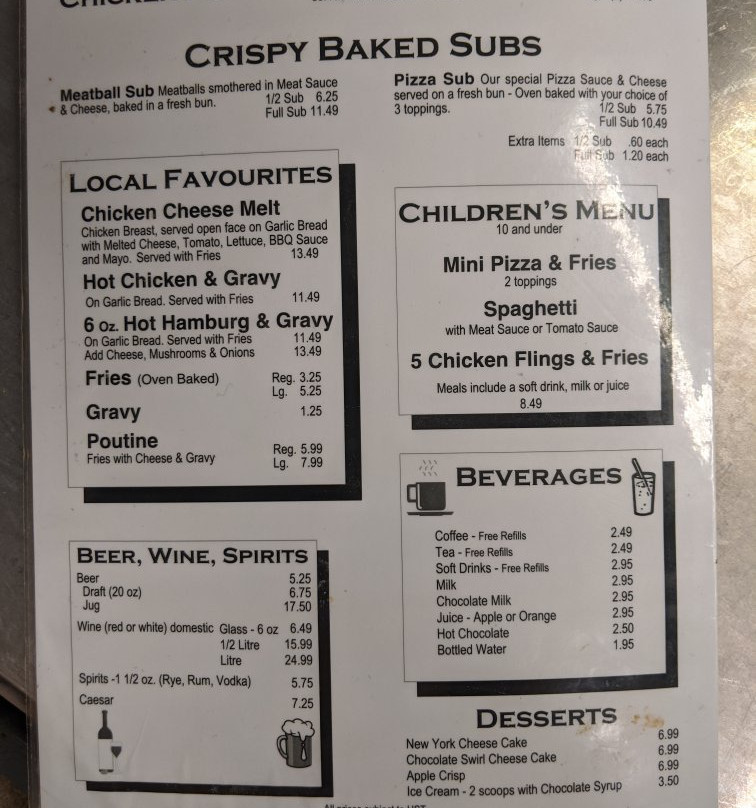 CRISPY BAKED SUBS
Meatball Sub Meatballs smothered in Meat Sauce
& Cheese, baked in a fresh bun. 1/2 Sub 6.25
Full Sub 11.49
Pizza Sub Our special Pizza Sauce & Cheese
served on a fresh bun - Oven baked with your choice of
3 toppings. 1/2 Sub 5.75
Full Sub 10.49
Extra Items 1/2 Sub .60 each
Full Sub 1.20 each
LOCAL FAVOURITES
Chicken Cheese Melt
Chicken Breast, served open face on Garlic Bread
with Melted Cheese, Tomato, Lettuce, BBQ Sauce
and Mayo. Served with Fries 13.49
Hot Chicken & Gravy
On Garlic Bread. Served with Fries 11.49
6 oz. Hot Hamburg & Gravy
On Garlic Bread. Served with Fries 11.49
Add Cheese, Mushrooms & Onions 13.49
Fries (Oven Baked) Reg. 3.25
Lg. 5.25
Gravy 1.25
Poutine
Fries with Cheese & Gravy Reg. 5.99
Lg. 7.99
CHILDREN'S MENU
10 and under
Mini Pizza & Fries
2 toppings
Spaghetti
with Meat Sauce or Tomato Sauce
5 Chicken Flings & Fries
Meals include a soft drink, milk or juice
8.49
BEVERAGES
Coffee - Free Refills 2.49
Tea - Free Refills 2.49
Soft Drinks - Free Refills 2.95
Milk 2.95
Chocolate Milk 2.95
Juice - Apple or Orange 2.95
Hot Chocolate 2.50
Bottled Water 1.95
BEER, WINE, SPIRITS
Beer 5.25
Draft (20 oz) 6.75
Jug 17.50
Wine (red or white) domestic Glass - 6 oz 6.49
1/2 Litre 15.99
Litre 24.99
Spirits -1 1/2 oz. (Rye, Rum, Vodka) 5.75
Caesar 7.25
DESSERTS
New York Cheese Cake 6.99
Chocolate Swirl Cheese Cake 6.99
Apple Crisp 6.99
Ice Cream - 2 scoops with Chocolate Syrup 3.50